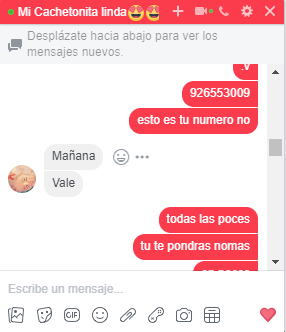 Mi Cachetonita linda🤩🤩
Desplázate hacia abajo para ver los
mensajes nuevos.
.v
926553009
esto es tu numero no
Mañana
Vale
todas las poces
tu te pondras nomas
Escribe un mensaje...
GIF